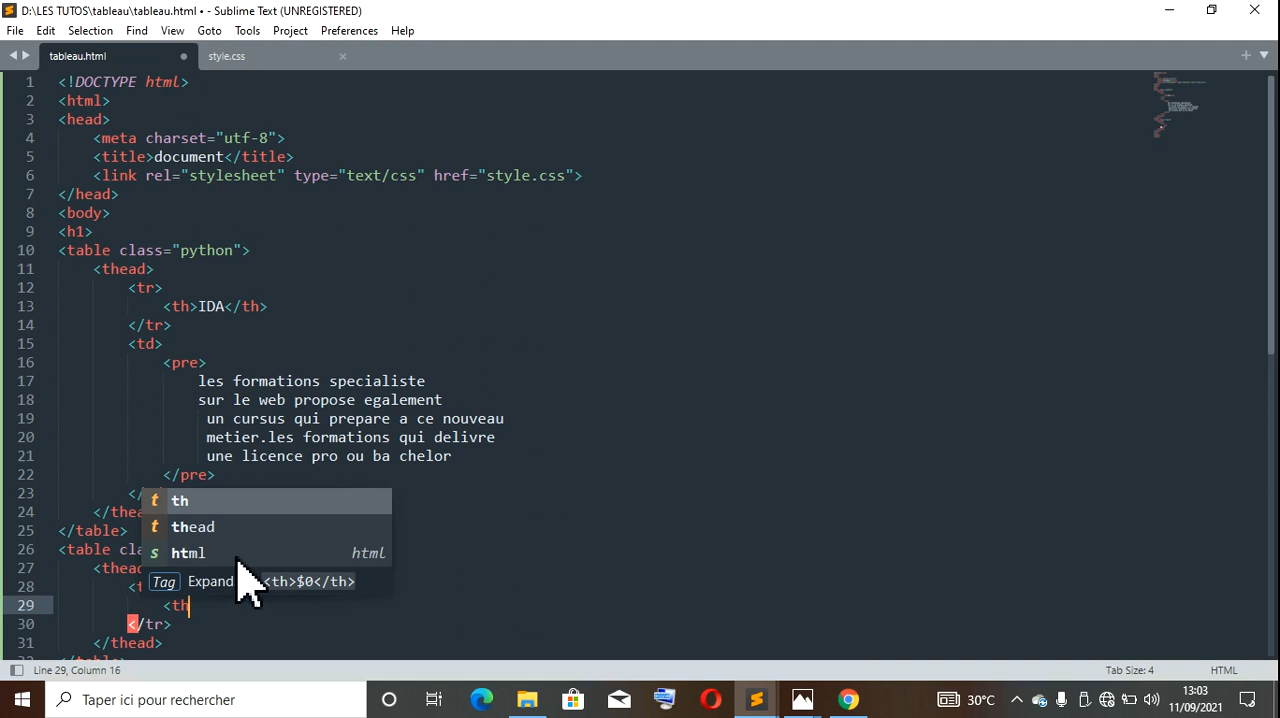 D:\LES TUTOS\tableau\tableau.html • - Sublime Text (UNREGISTERED)
File Edit Selection Find View Goto Tools Project Preferences Help
tableau.html style.css
1 <!DOCTYPE html>
2 <html>
3 <head>
4 <meta charset="utf-8">
5 <title>document</title>
6 <link rel="stylesheet" type="text/css" href="style.css">
7 </head>
8 <body>
9 <h1>
10 <table class="python">
11 <thead>
12 <tr>
13 <th>IDA</th>
14 </tr>
15 <td>
16 <pre>
17 les formations specialiste
18 sur le web propose egalement
19 un cursus qui prepare a ce nouveau
20 metier.les formations qui delivre
21 une licence pro ou ba chelor
22 </pre>
23 </
t th
24 </thea
t thead
25 </table>
26 <table cla
s html html
27 <thead
Tag Expand <th>$0</th>
28 <t
29 <th
30 </tr>
31 </thead>
Line 29, Column 16 Tab Size: 4 HTML
Taper ici pour rechercher 30°C 13:03
11/09/2021